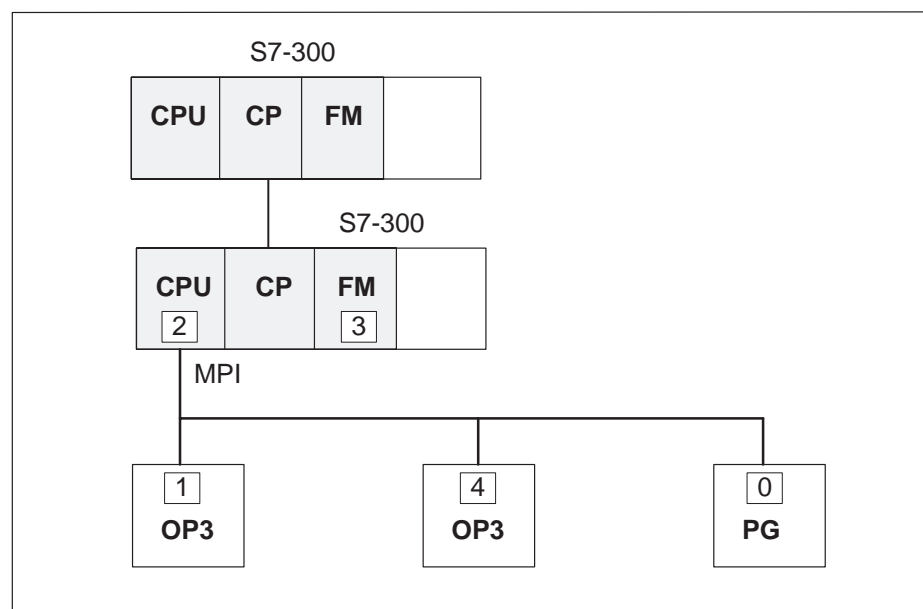 S7-300
CPU CP FM
S7-300
CPU CP FM
2 3
MPI
1 4 0
OP3 OP3 PG